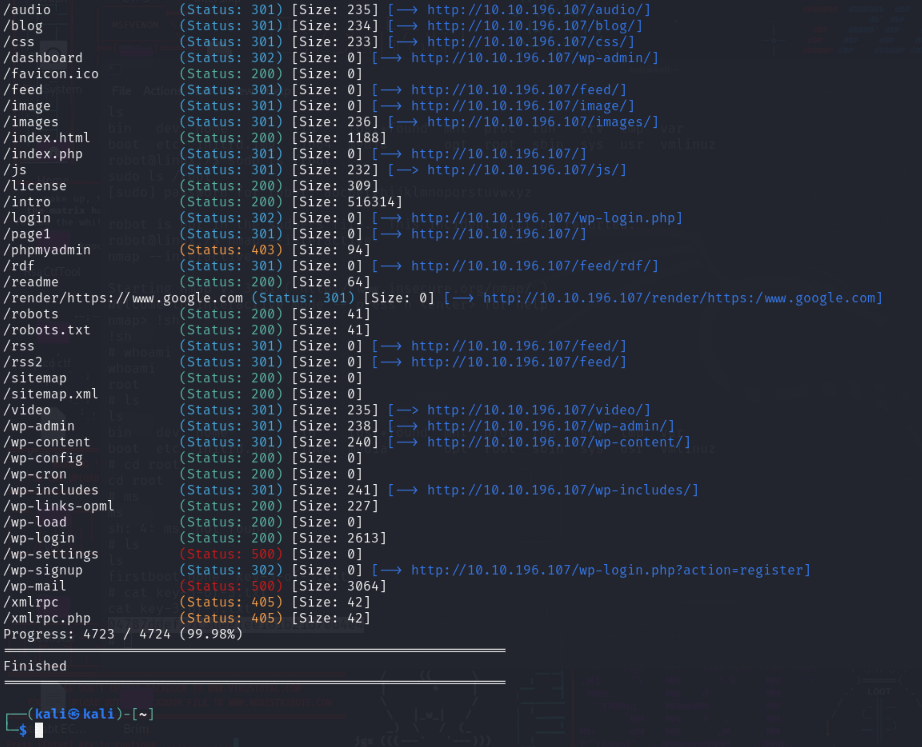 /audio (Status: 301) [Size: 235] [--> http://10.10.196.107/audio/]
/blog (Status: 301) [Size: 234] [--> http://10.10.196.107/blog/]
/css (Status: 301) [Size: 233] [--> http://10.10.196.107/css/]
/dashboard (Status: 302) [Size: 0] [--> http://10.10.196.107/wp-admin/]
/favicon.ico (Status: 200) [Size: 0]
/feed (Status: 301) [Size: 0] [--> http://10.10.196.107/feed/]
/image (Status: 301) [Size: 0] [--> http://10.10.196.107/image/]
/images (Status: 301) [Size: 236] [--> http://10.10.196.107/images/]
/index.html (Status: 200) [Size: 1188]
/index.php (Status: 301) [Size: 0] [--> http://10.10.196.107/]
/js (Status: 301) [Size: 232] [--> http://10.10.196.107/js/]
/license (Status: 200) [Size: 309]
/intro (Status: 200) [Size: 516314]
/login (Status: 302) [Size: 0] [--> http://10.10.196.107/wp-login.php]
/page1 (Status: 301) [Size: 0] [--> http://10.10.196.107/]
/phpmyadmin (Status: 403) [Size: 94]
/rdf (Status: 301) [Size: 0] [--> http://10.10.196.107/feed/rdf/]
/readme (Status: 200) [Size: 64]
/render/https://www.google.com (Status: 301) [Size: 0] [--> http://10.10.196.107/render/https:/www.google.com]
/robots (Status: 200) [Size: 41]
/robots.txt (Status: 200) [Size: 41]
/rss (Status: 301) [Size: 0] [--> http://10.10.196.107/feed/]
/rss2 (Status: 301) [Size: 0] [--> http://10.10.196.107/feed/]
/sitemap (Status: 200) [Size: 0]
/sitemap.xml (Status: 200) [Size: 0]
/video (Status: 301) [Size: 235] [--> http://10.10.196.107/video/]
/wp-admin (Status: 301) [Size: 238] [--> http://10.10.196.107/wp-admin/]
/wp-content (Status: 301) [Size: 240] [--> http://10.10.196.107/wp-content/]
/wp-config (Status: 200) [Size: 0]
/wp-cron (Status: 200) [Size: 0]
/wp-includes (Status: 301) [Size: 241] [--> http://10.10.196.107/wp-includes/]
/wp-links-opml (Status: 200) [Size: 227]
/wp-load (Status: 200) [Size: 0]
/wp-login (Status: 200) [Size: 2613]
/wp-settings (Status: 500) [Size: 0]
/wp-signup (Status: 302) [Size: 0] [--> http://10.10.196.107/wp-login.php?action=register]
/wp-mail (Status: 500) [Size: 3064]
/xmlrpc (Status: 405) [Size: 42]
/xmlrpc.php (Status: 405) [Size: 42]
Progress: 4723 / 4724 (99.98%)
Finished
(kali㉿kali)-[~]
$